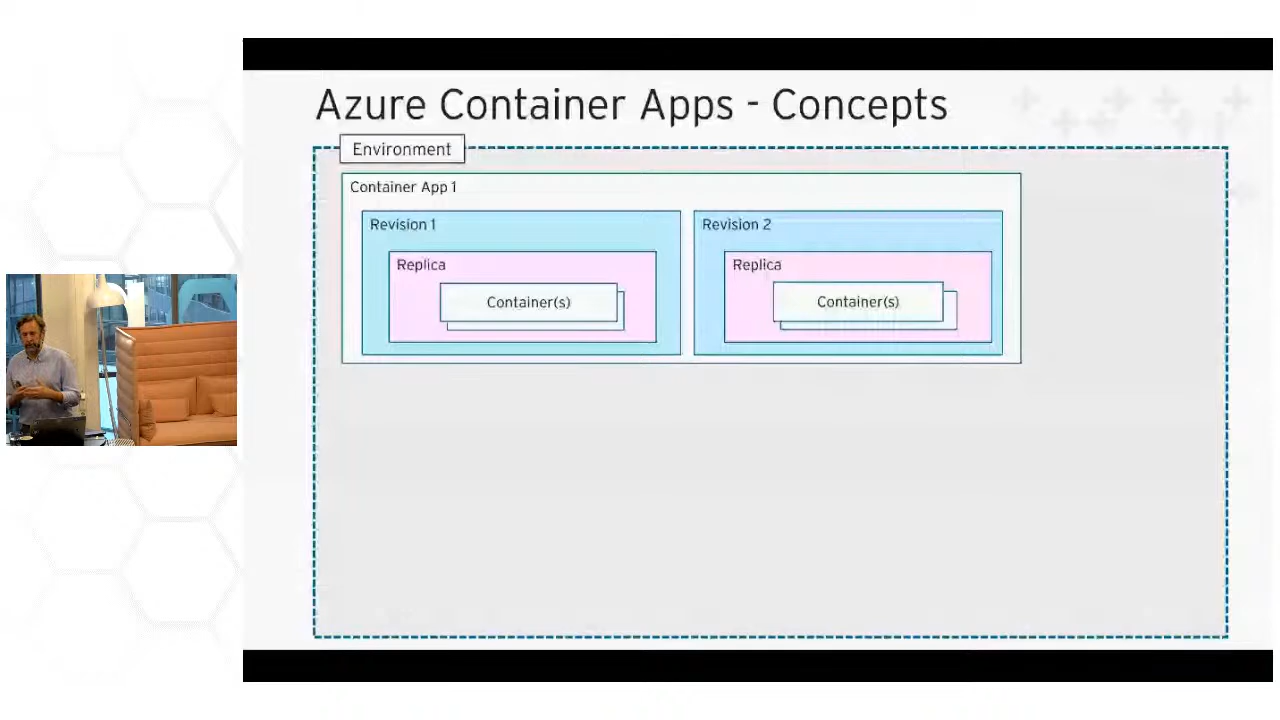 Azure Container Apps - Concepts
Environment
Container App 1
Revision 1
Revision 2
Replica
Replica
Container(s)
Container(s)